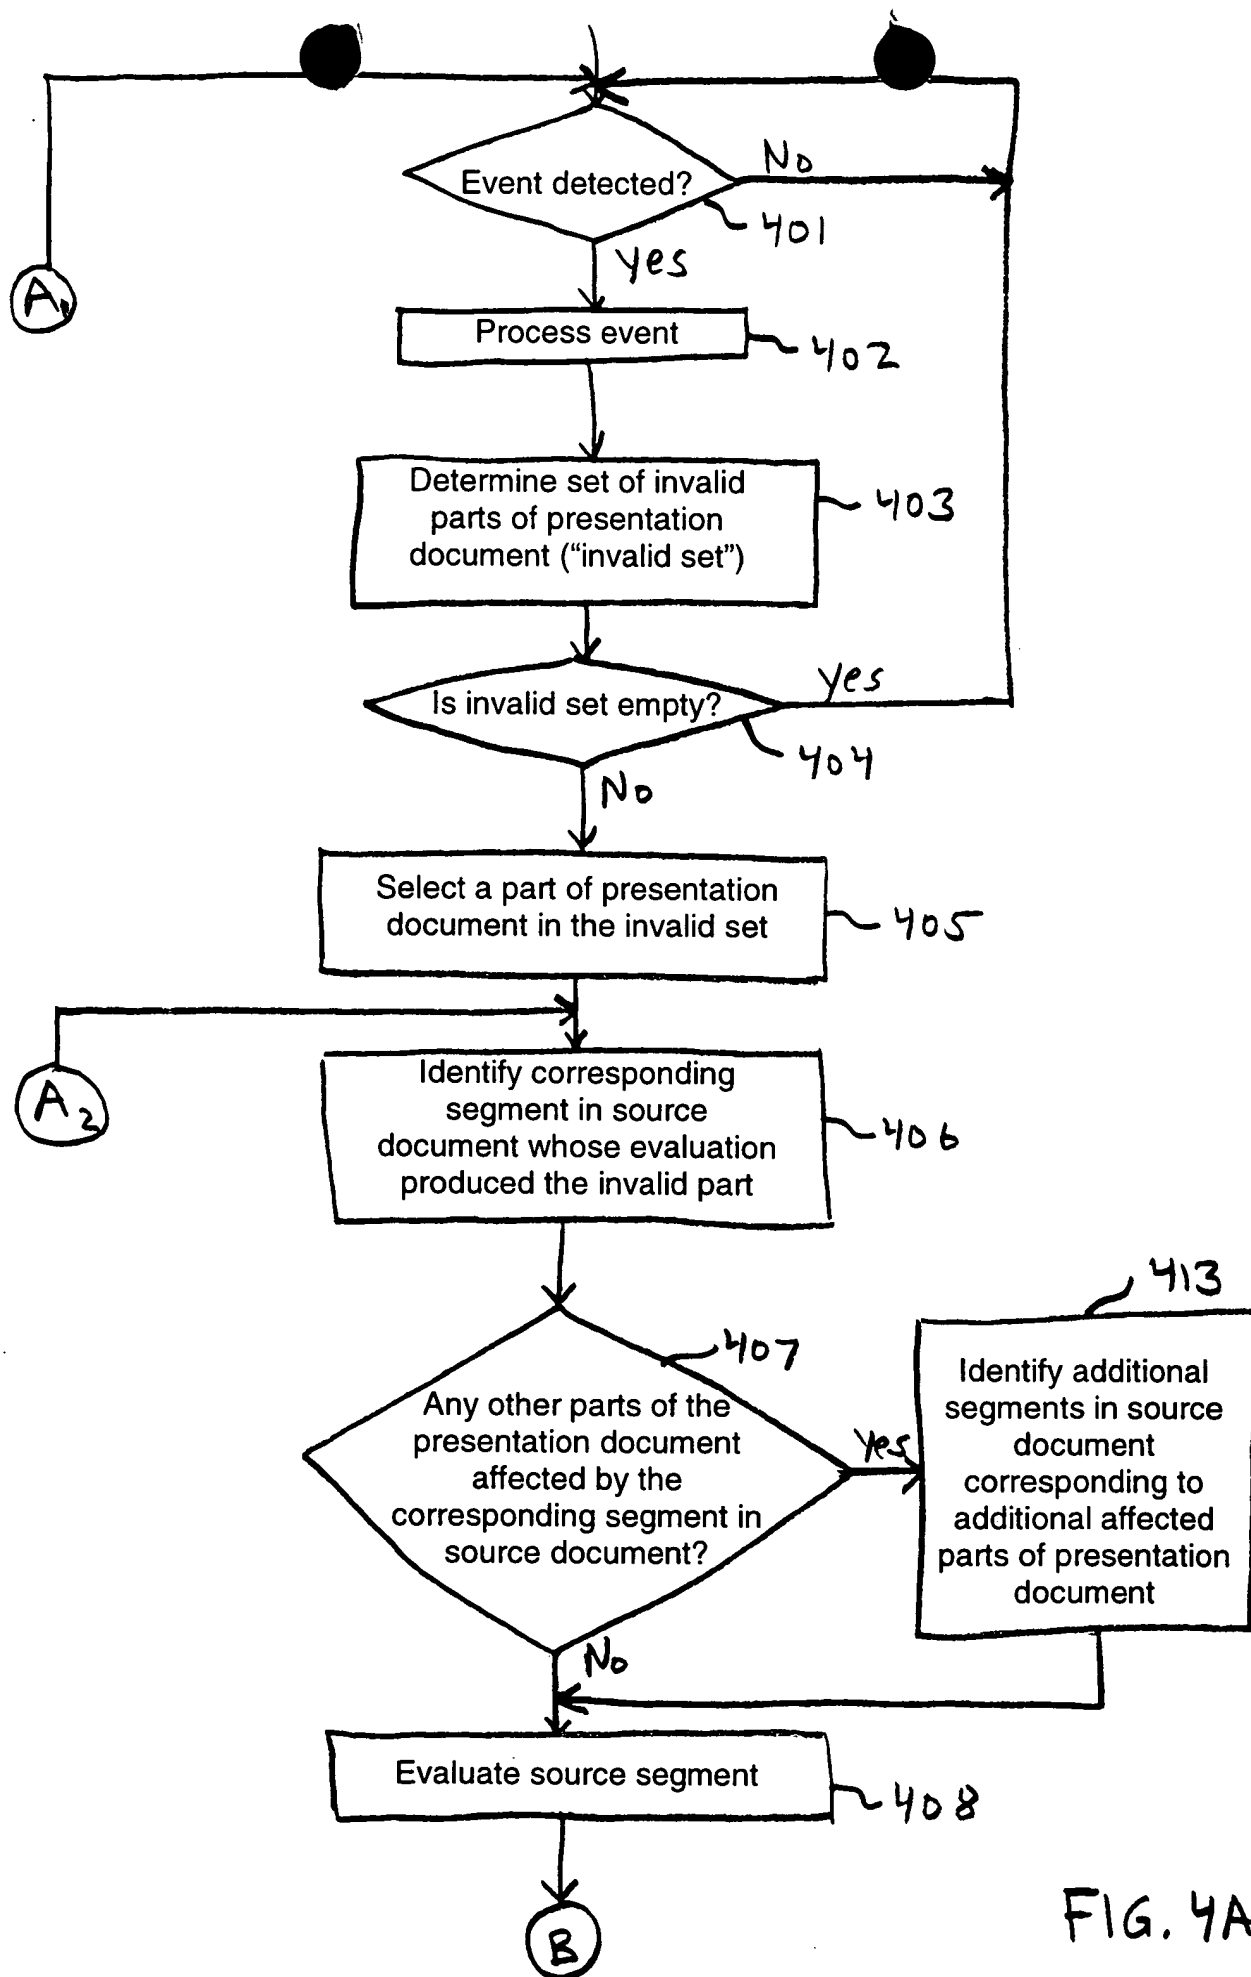 Event detected?
No
401
yes
A1
Process event
402
Determine set of invalid
parts of presentation
document (“invalid set”)
403
Is invalid set empty?
yes
404
No
Select a part of presentation
document in the invalid set
405
A2
Identify corresponding
segment in source
document whose evaluation
produced the invalid part
406
413
407
Any other parts of the
presentation document
affected by the
corresponding segment in
source document?
yes
Identify additional
segments in source
document
corresponding to
additional affected
parts of presentation
document
No
Evaluate source segment
408
B
FIG. 4A